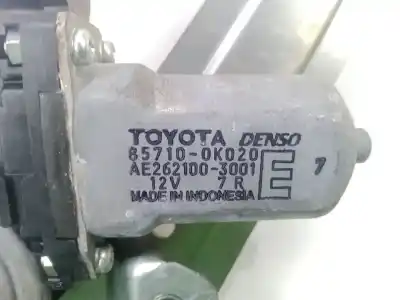 TOYOTA DENSO
85710-0K020
AE262100-3001
12V 7 R
MADE IN INDONESIA
E
7